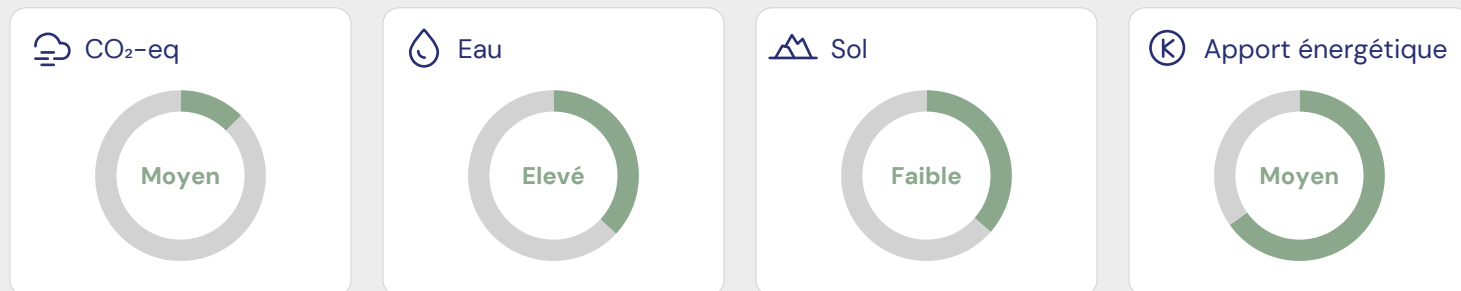 CO₂-eq
Moyen
Eau
Elevé
Sol
Faible
Apport énergétique
Moyen